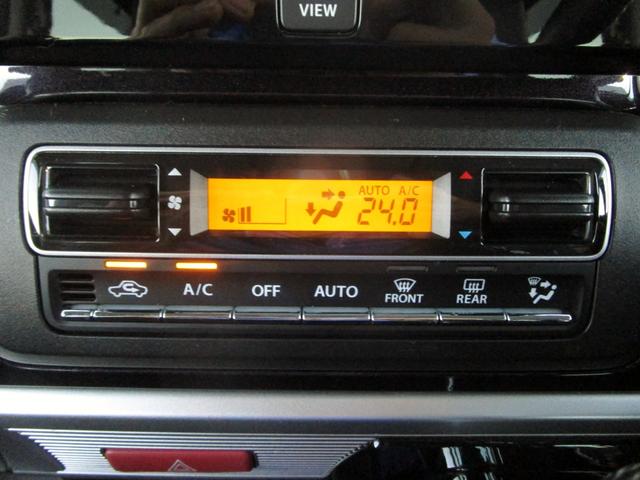 VIEW
AUTO A/C
24.0
A/C OFF AUTO FRONT REAR